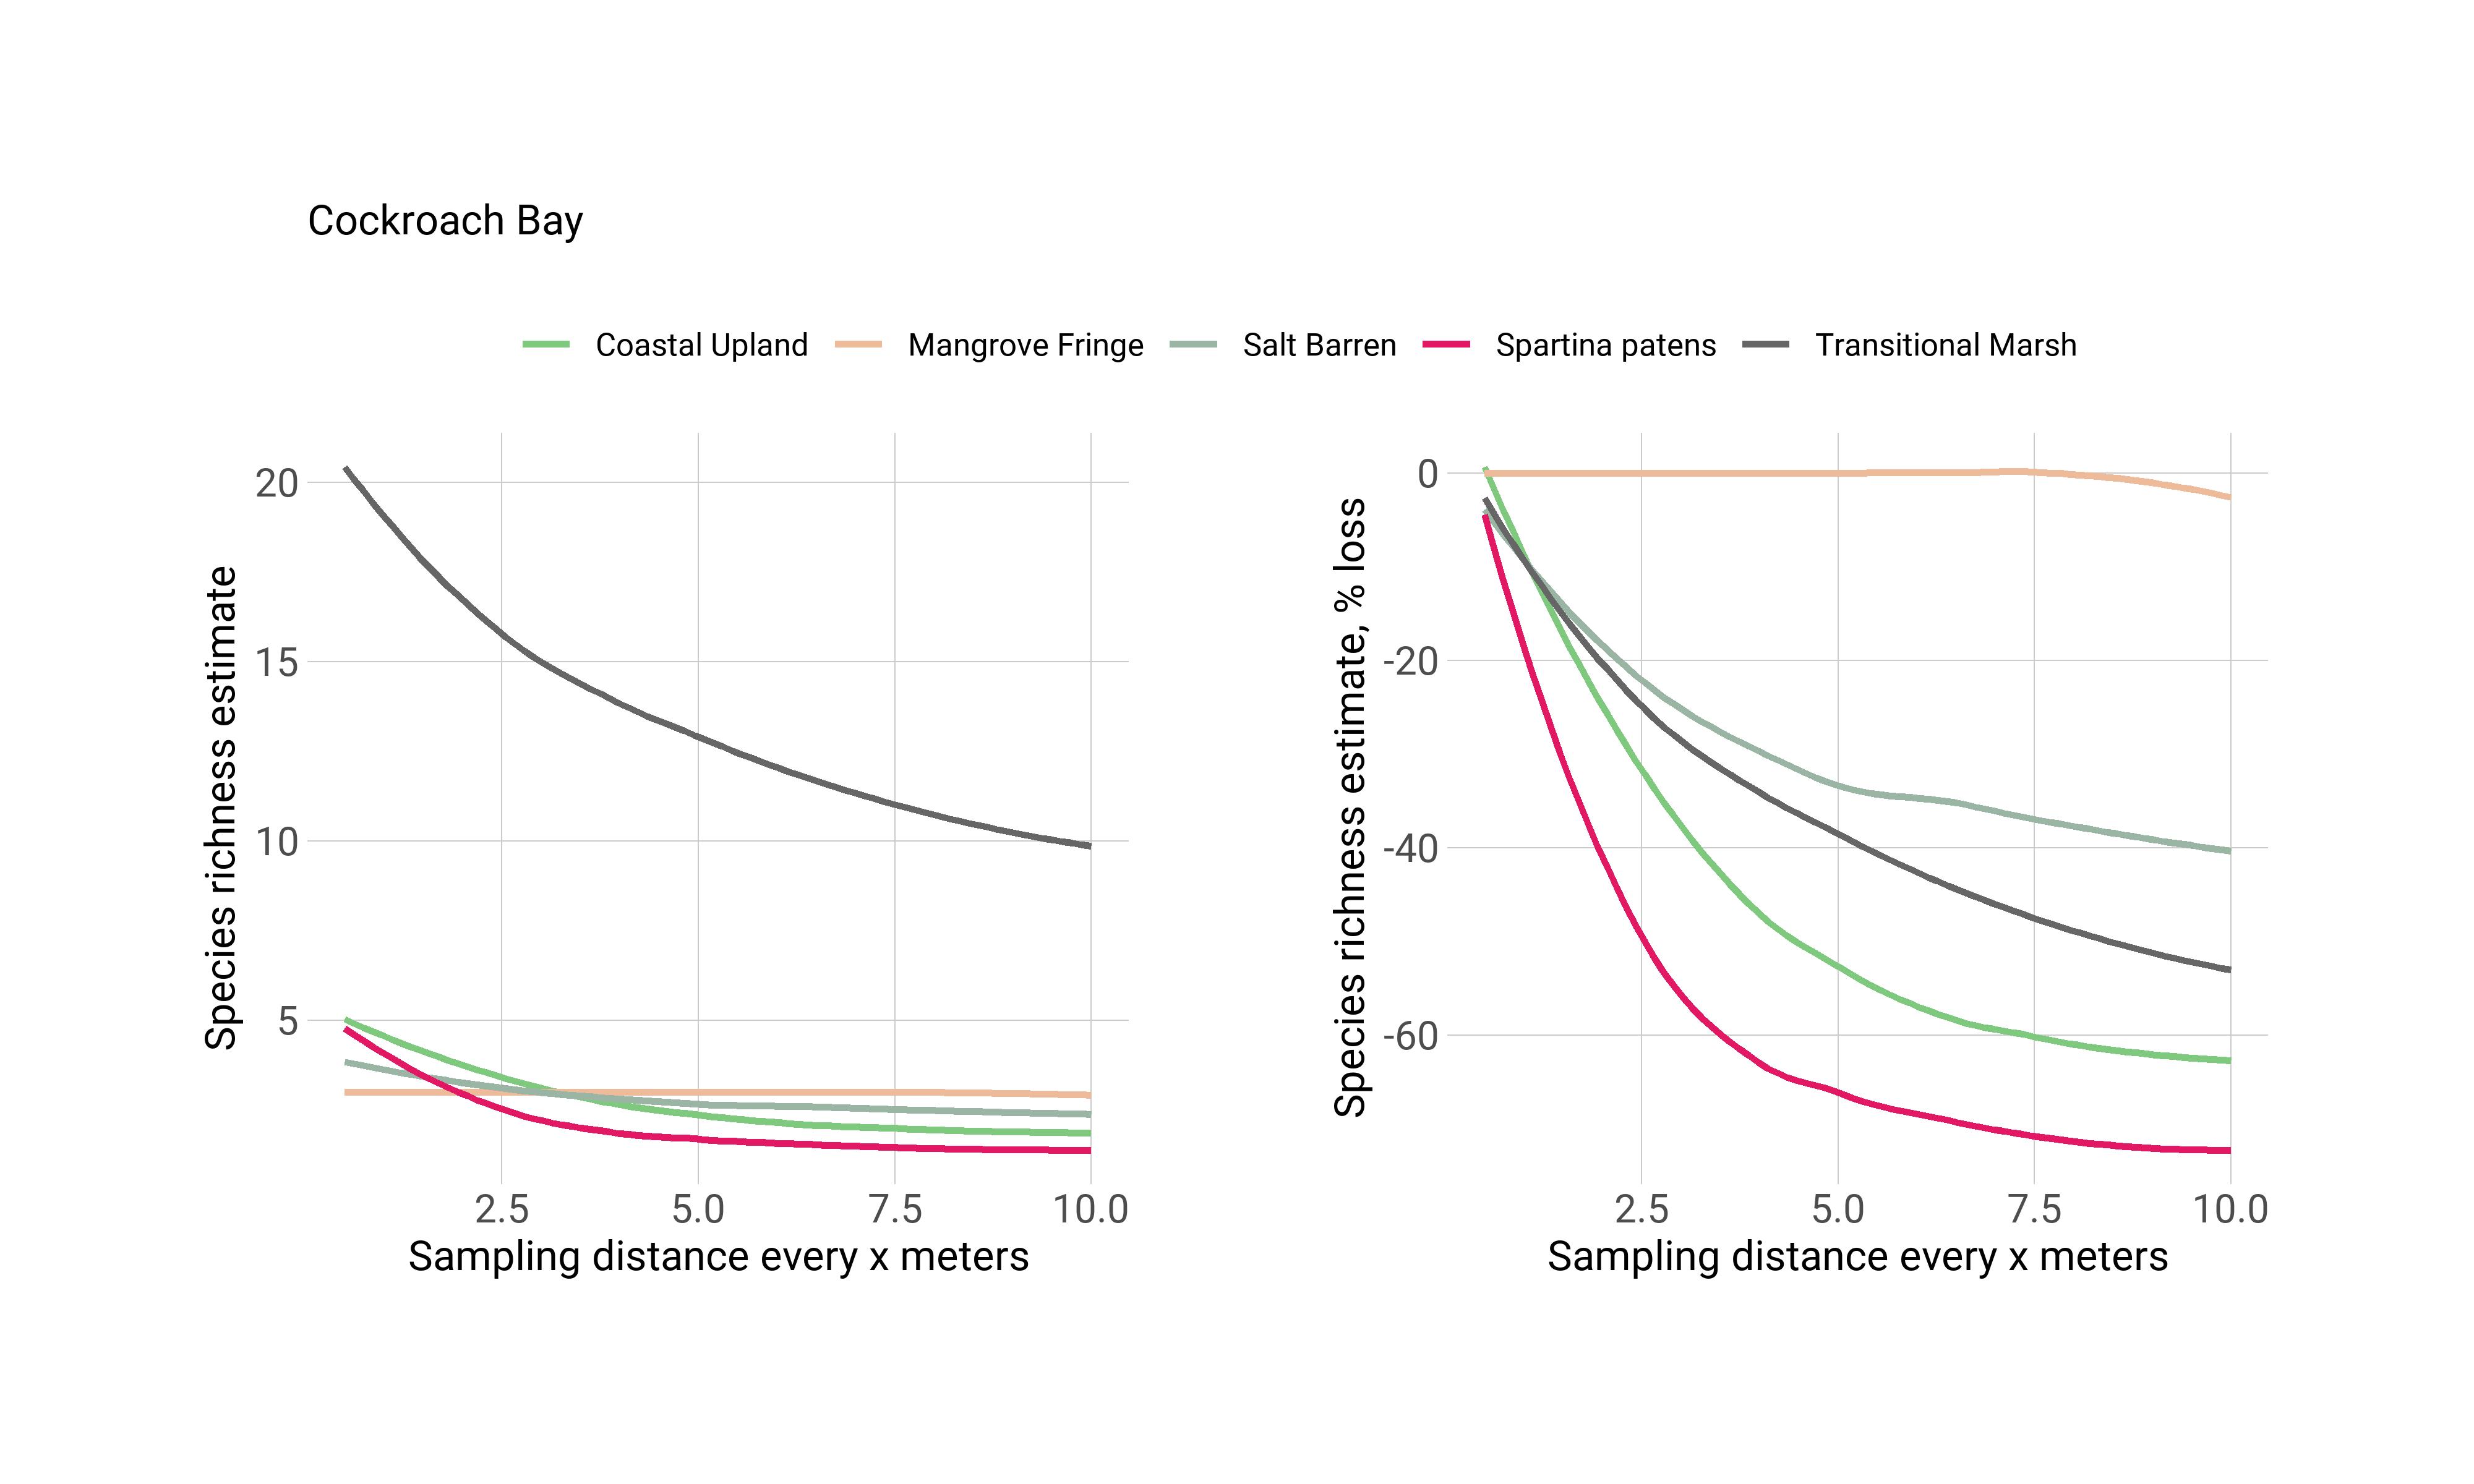 Cockroach Bay
Coastal Upland Mangrove Fringe Salt Barren Spartina patens Transitional Marsh
Species richness estimate
20
15
10
5
2.5 5.0 7.5 10.0
Sampling distance every x meters
Species richness estimate, % loss
0
-20
-40
-60
2.5 5.0 7.5 10.0
Sampling distance every x meters